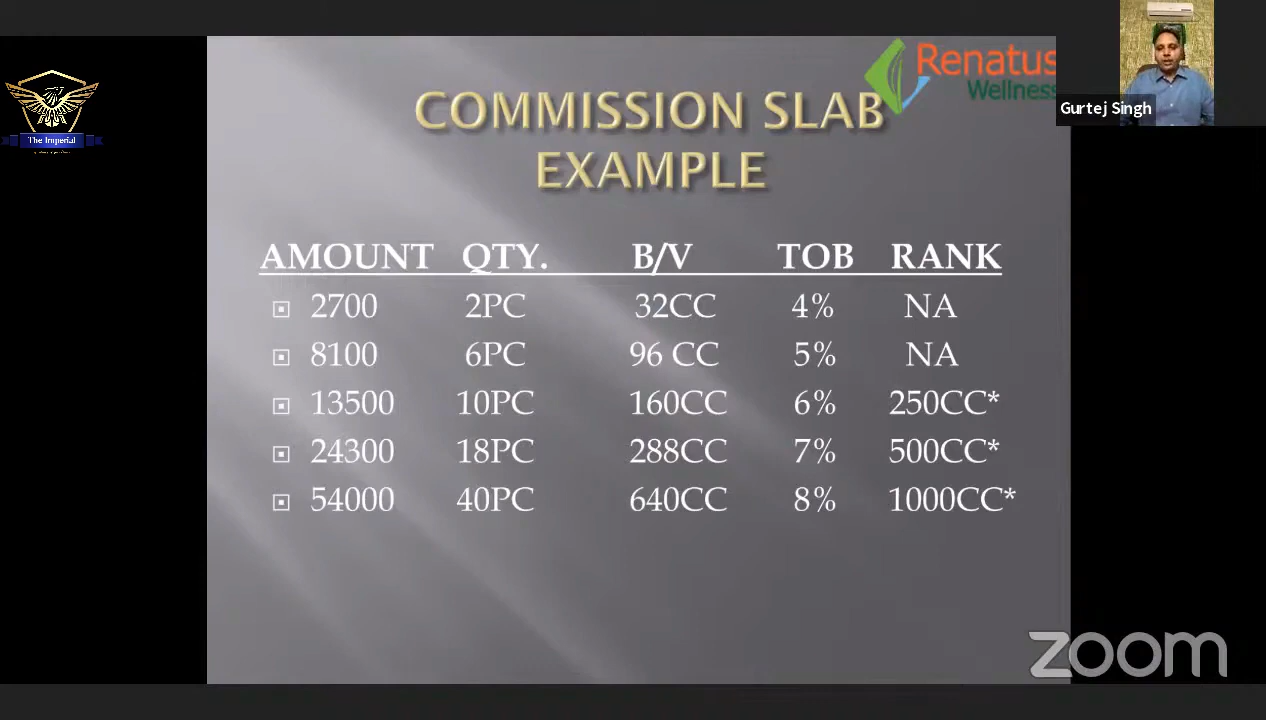 Renatus
Wellness
Gurtej Singh
The Imperial
COMMISSION SLAB
EXAMPLE
AMOUNT QTY. B/V TOB RANK
2700 2PC 32CC 4% NA
8100 6PC 96 CC 5% NA
13500 10PC 160CC 6% 250CC*
24300 18PC 288CC 7% 500CC*
54000 40PC 640CC 8% 1000CC*
zoom